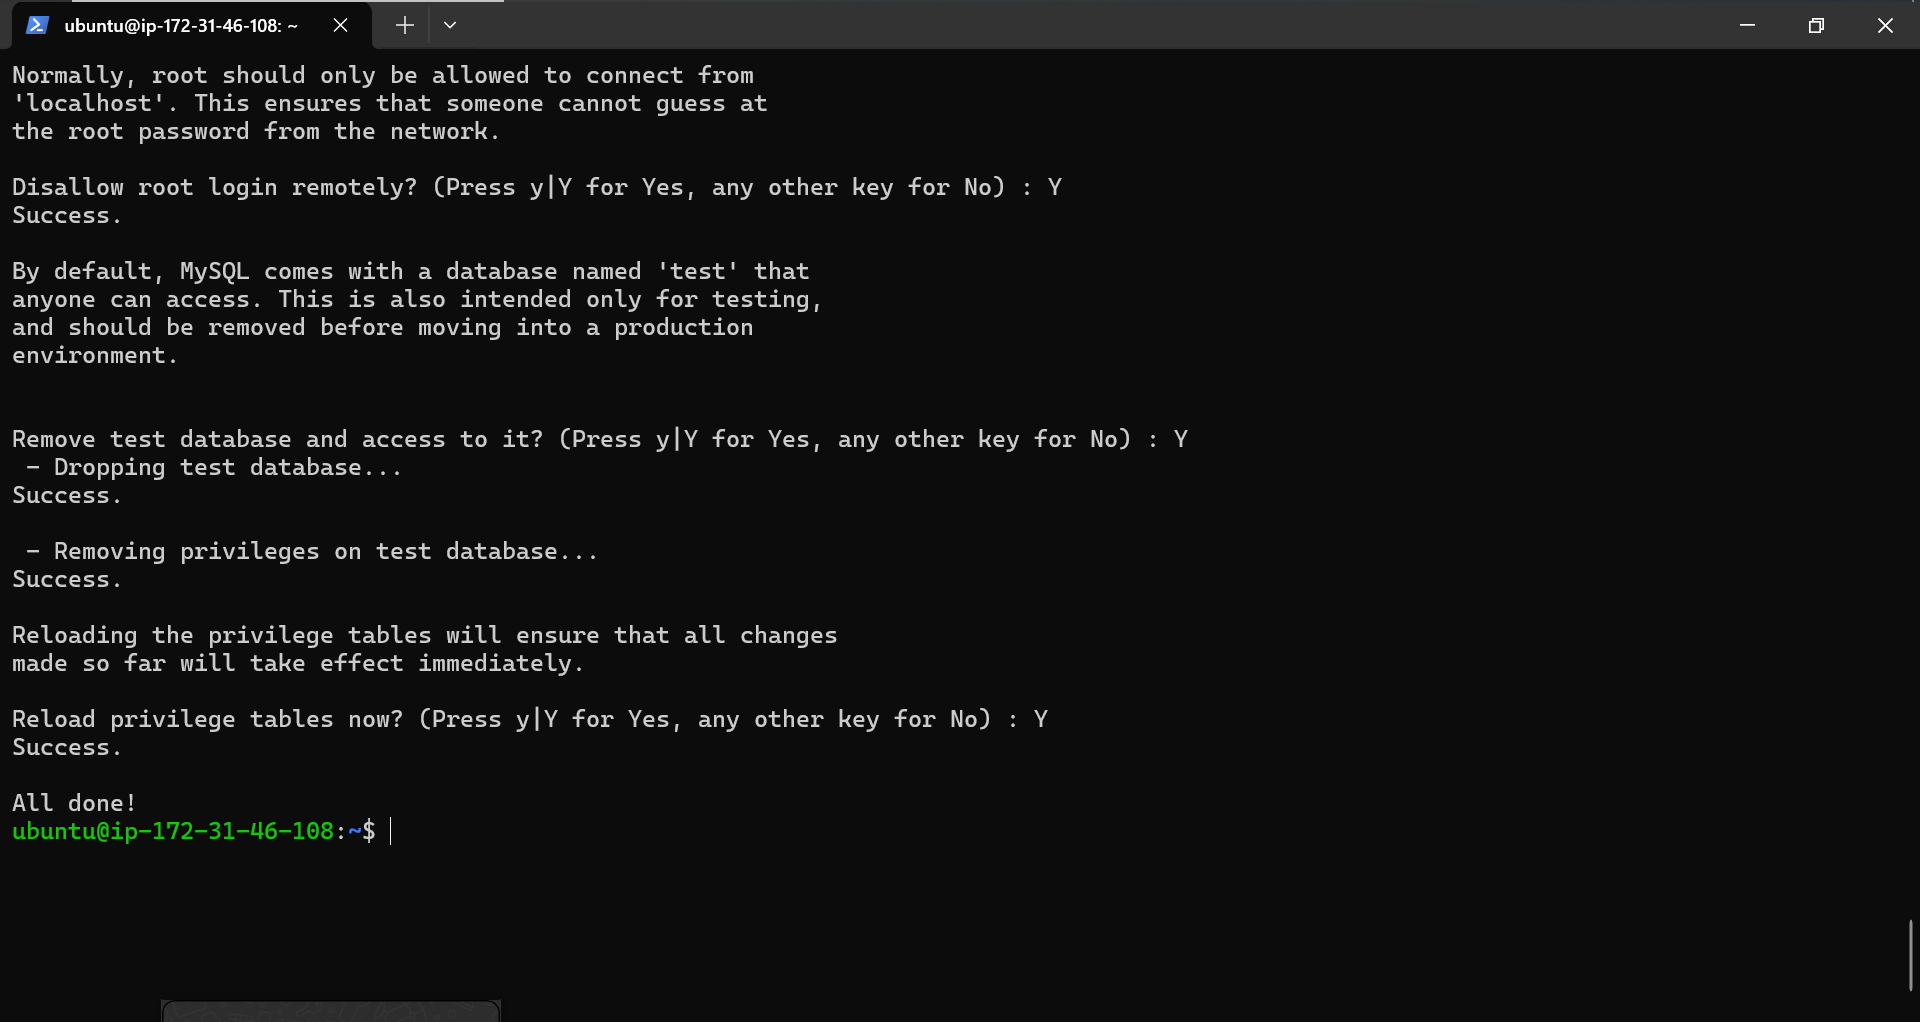 ubuntu@ip-172-31-46-108: ~
Normally, root should only be allowed to connect from
'localhost'. This ensures that someone cannot guess at
the root password from the network.
Disallow root login remotely? (Press y|Y for Yes, any other key for No) : Y
Success.
By default, MySQL comes with a database named 'test' that
anyone can access. This is also intended only for testing,
and should be removed before moving into a production
environment.
Remove test database and access to it? (Press y|Y for Yes, any other key for No) : Y
 - Dropping test database...
Success.
 - Removing privileges on test database...
Success.
Reloading the privilege tables will ensure that all changes
made so far will take effect immediately.
Reload privilege tables now? (Press y|Y for Yes, any other key for No) : Y
Success.
All done!
ubuntu@ip-172-31-46-108:~$